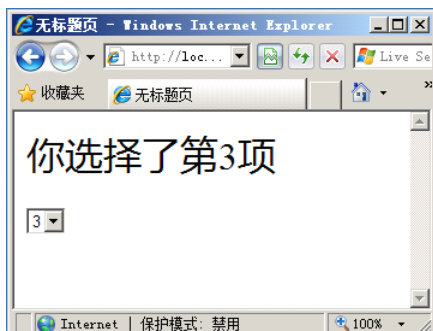 无标题页 - Windows Internet Explorer
http://loc... Live Se
收藏夹 无标题页
你选择了第3项
3
Internet | 保护模式: 禁用 100%